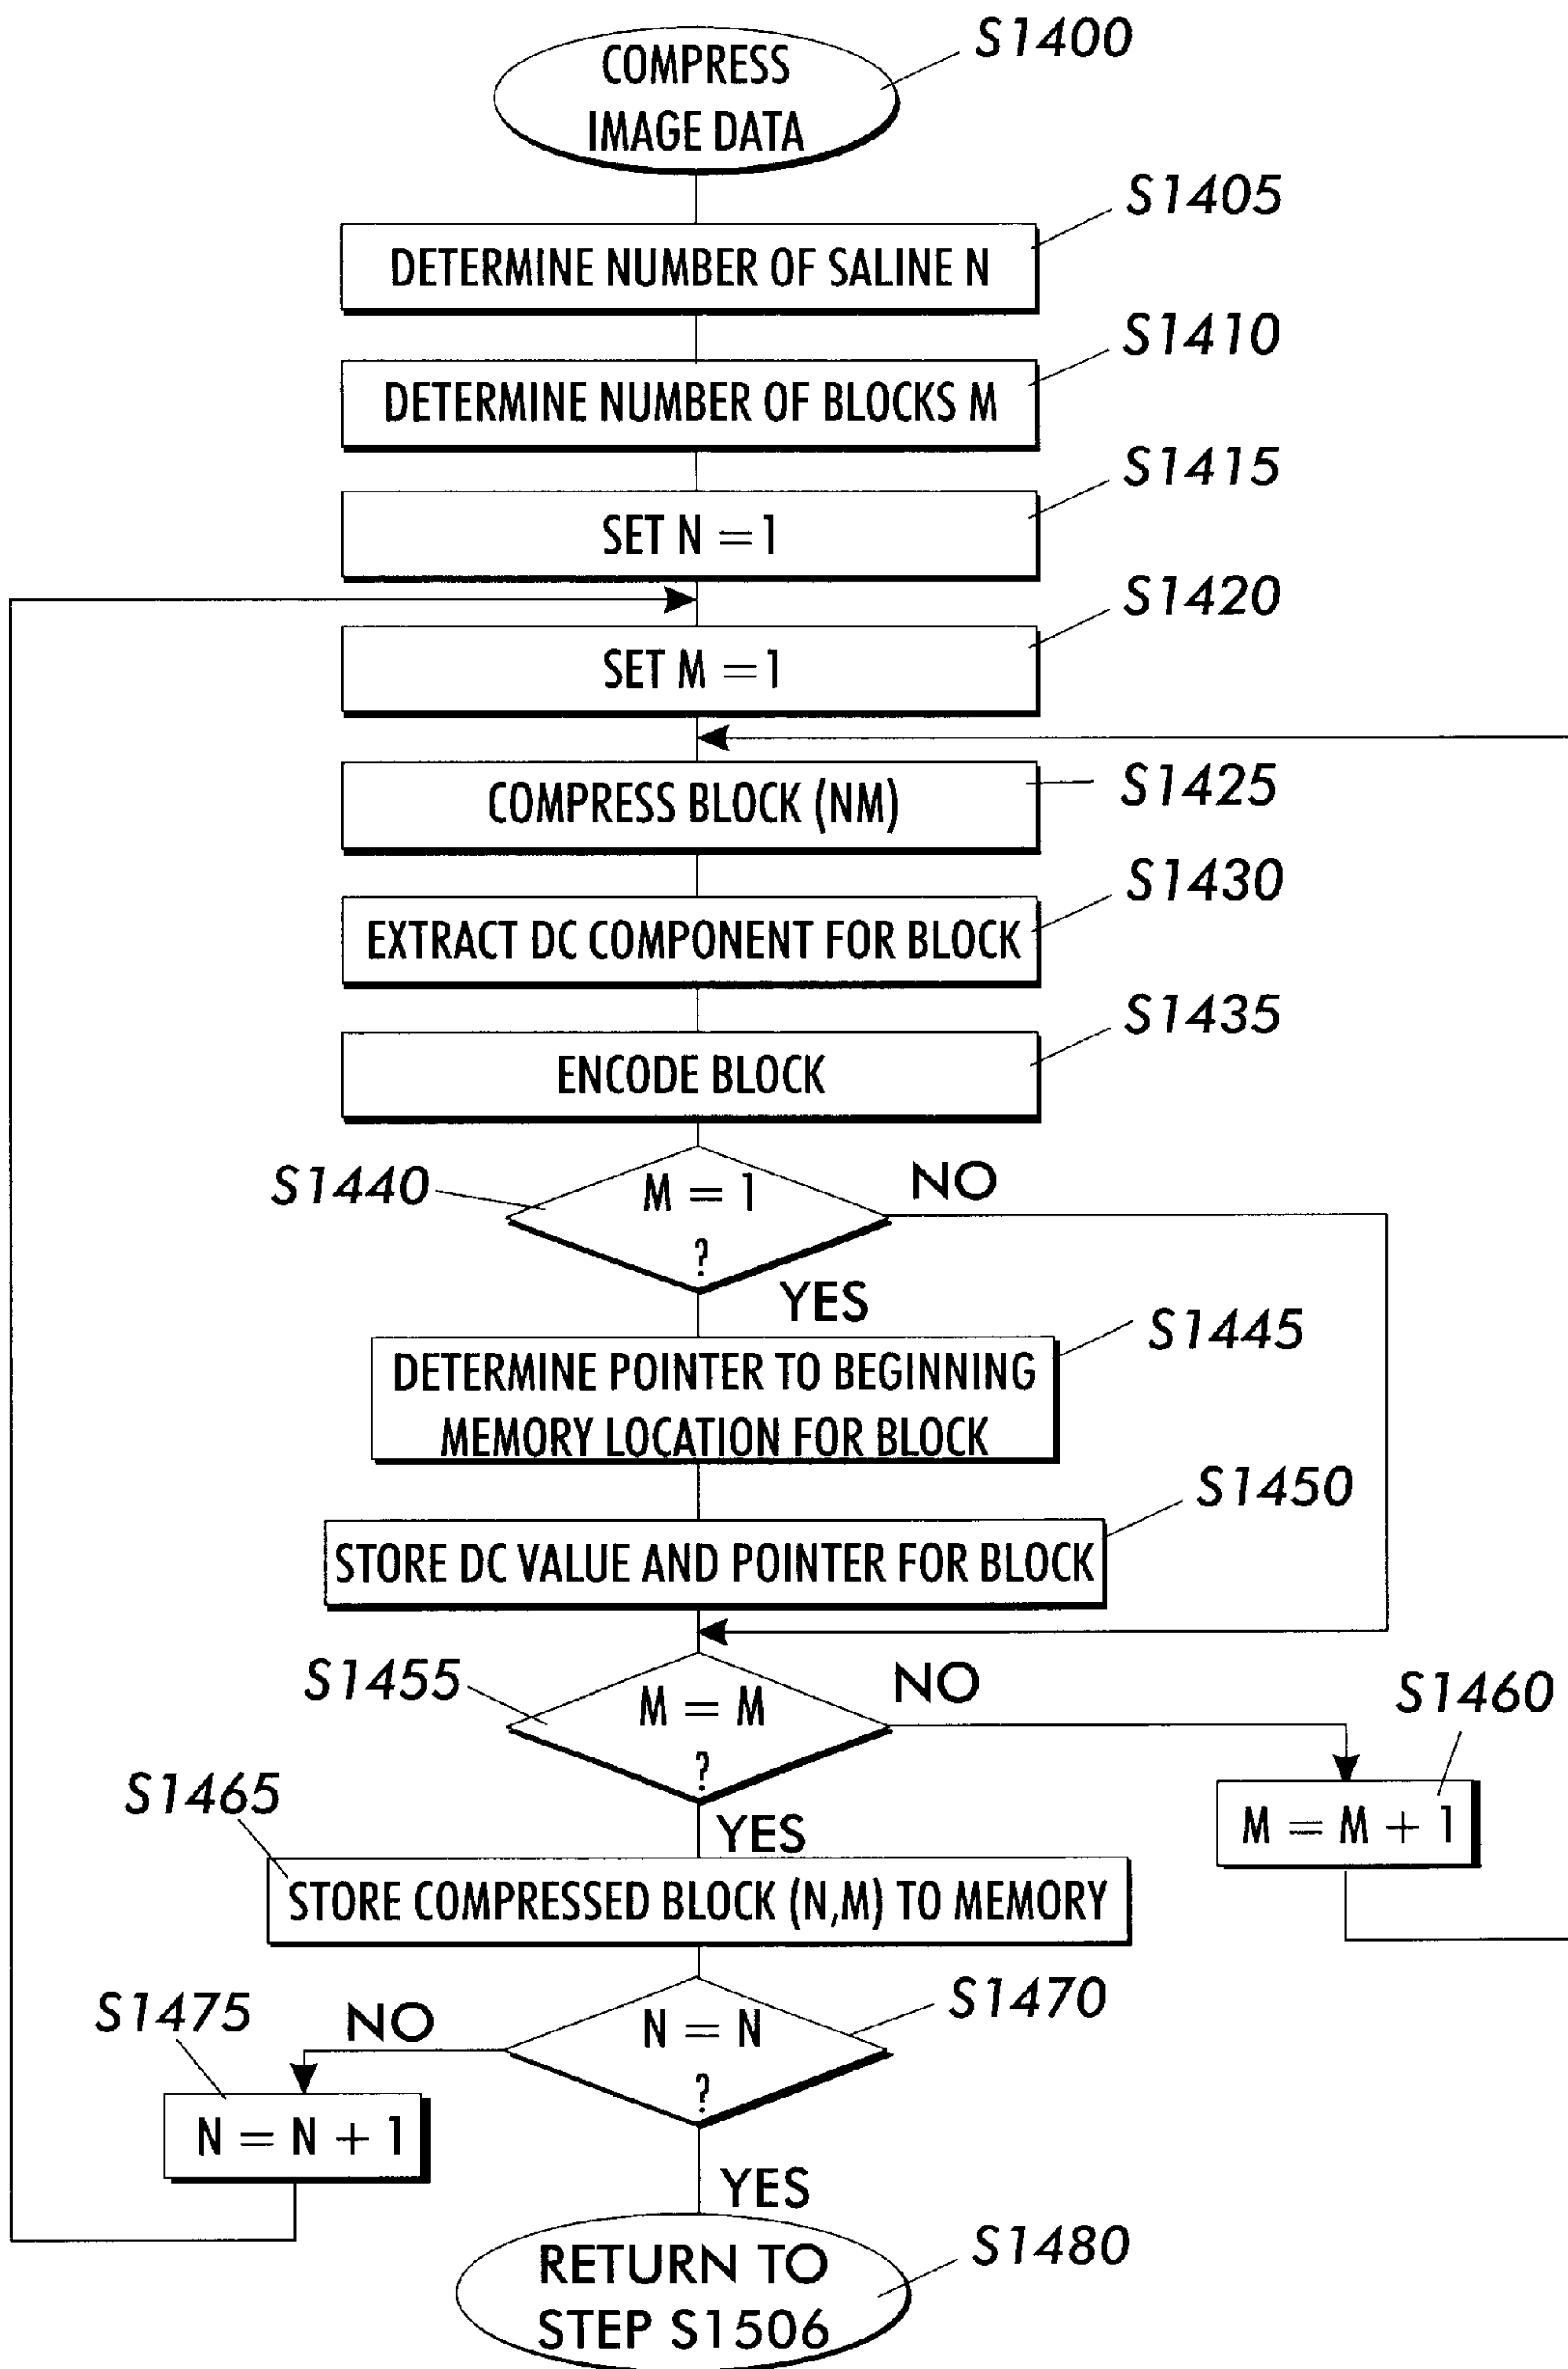 COMPRESS
IMAGE DATA
S1400
DETERMINE NUMBER OF SALINE N
S1405
DETERMINE NUMBER OF BLOCKS M
S1410
SET N = 1
S1415
SET M = 1
S1420
COMPRESS BLOCK (NM)
S1425
EXTRACT DC COMPONENT FOR BLOCK
S1430
ENCODE BLOCK
S1435
S1440
M = 1
?
NO
YES
DETERMINE POINTER TO BEGINNING
MEMORY LOCATION FOR BLOCK
S1445
STORE DC VALUE AND POINTER FOR BLOCK
S1450
S1455
M = M
?
NO
YES
S1460
M = M + 1
S1465
STORE COMPRESSED BLOCK (N,M) TO MEMORY
S1470
N = N
?
NO
S1475
N = N + 1
YES
RETURN TO
STEP S1506
S1480